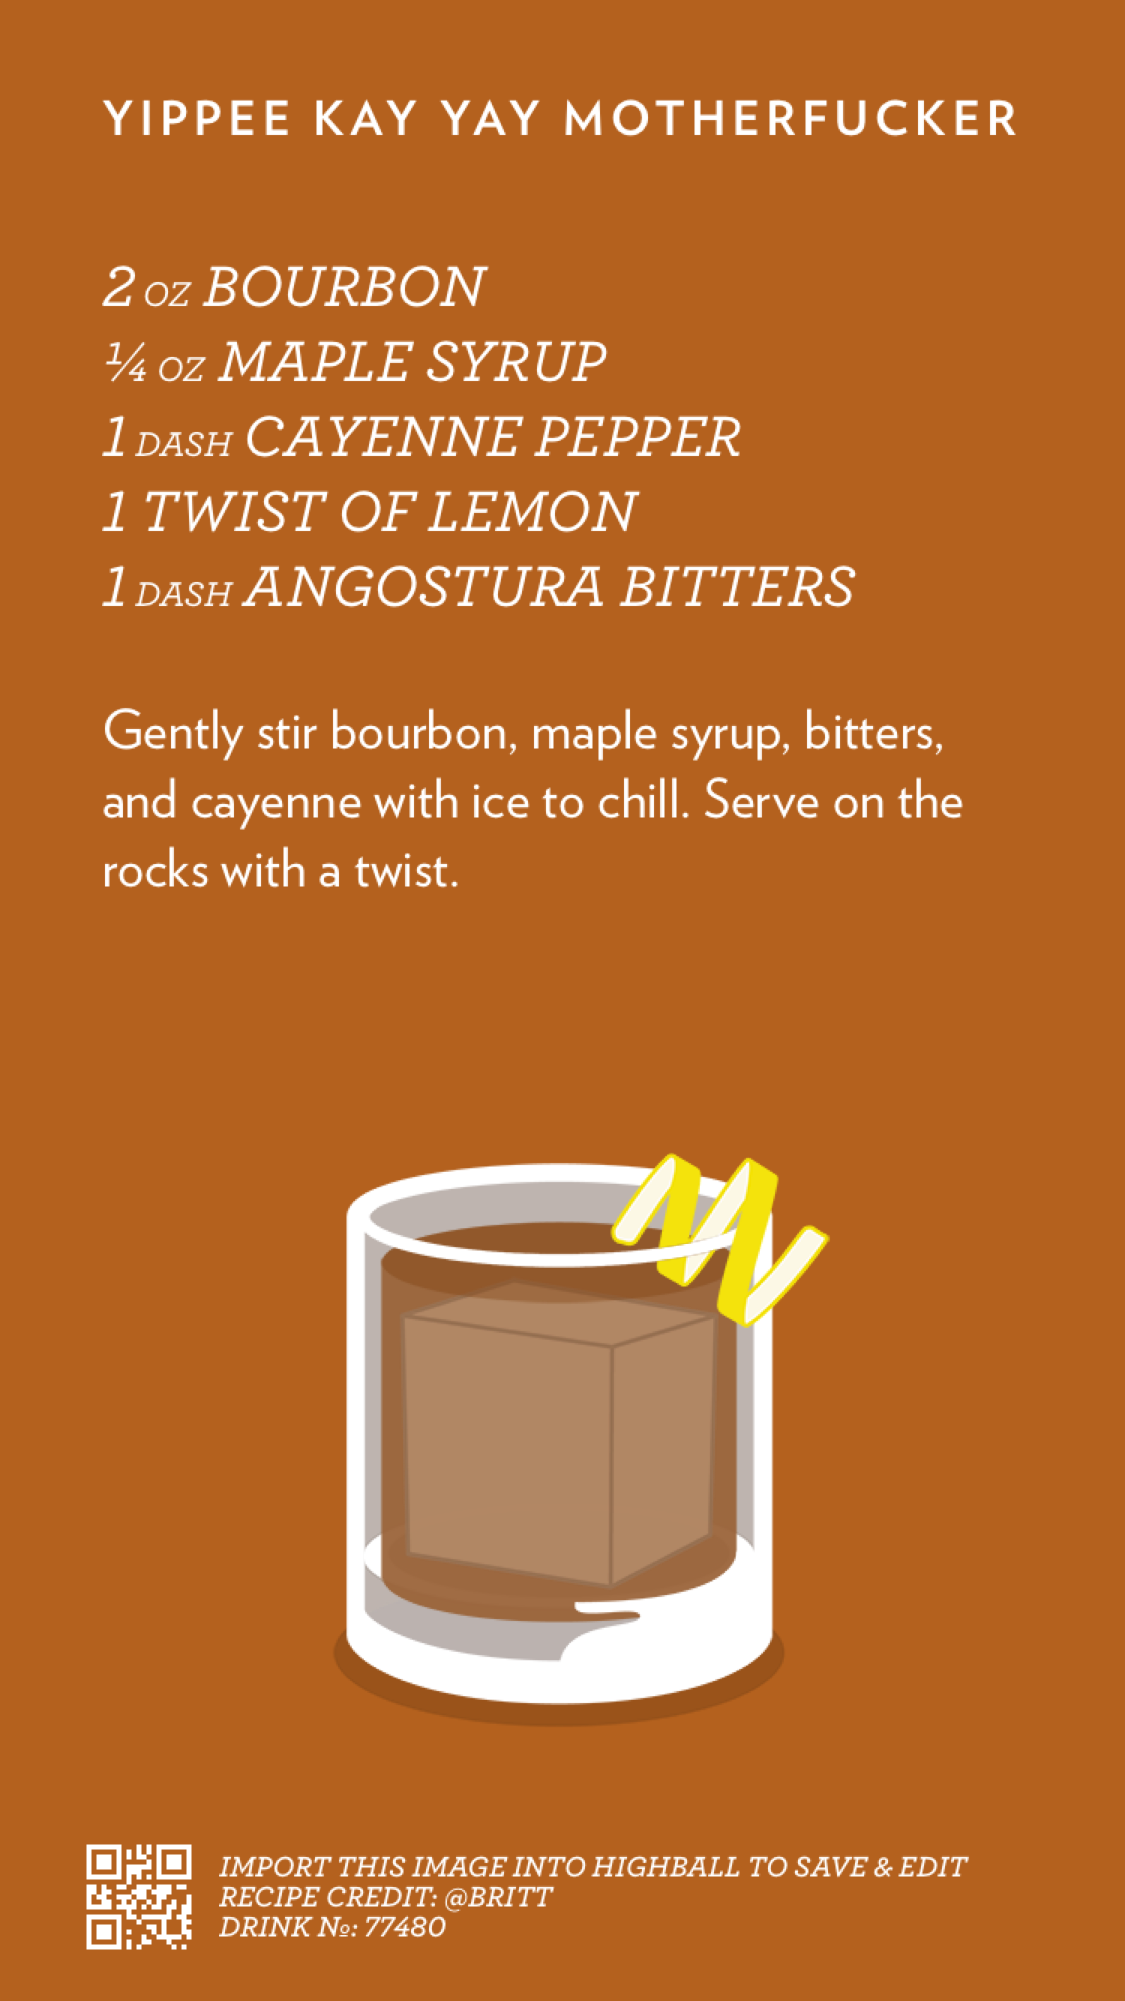 YIPPEE KAY YAY MOTHERFUCKER
2 OZ BOURBON
¼ OZ MAPLE SYRUP
1 DASH CAYENNE PEPPER
1 TWIST OF LEMON
1 DASH ANGOSTURA BITTERS
Gently stir bourbon, maple syrup, bitters,
and cayenne with ice to chill. Serve on the
rocks with a twist.
IMPORT THIS IMAGE INTO HIGHBALL TO SAVE & EDIT
RECIPE CREDIT: @BRITT
DRINK №: 77480